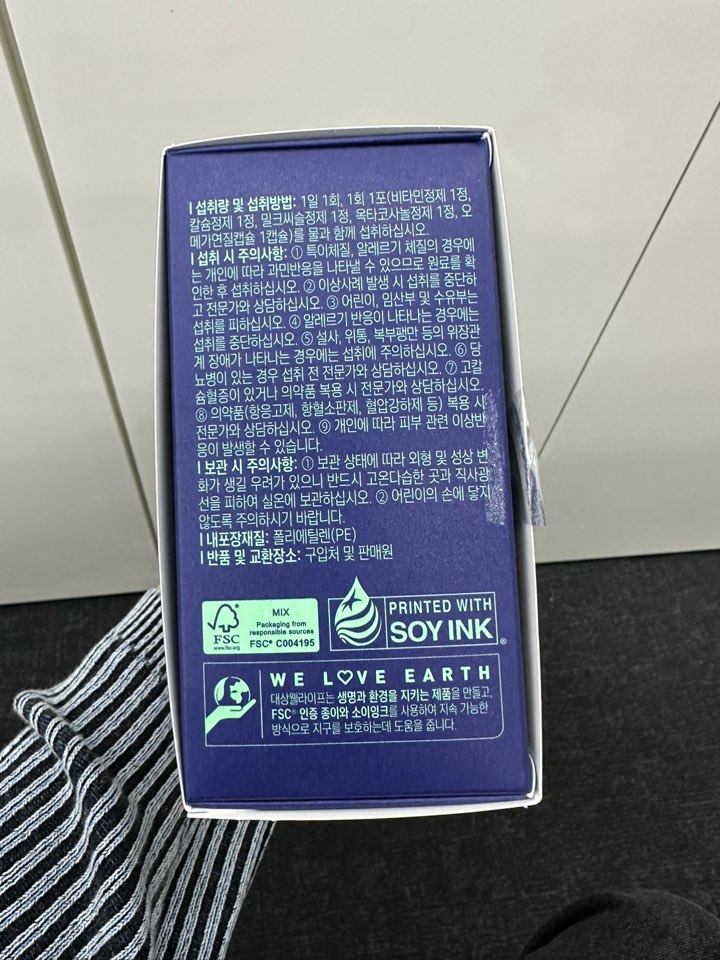 | 섭취량 및 섭취방법: 1일 1회, 1회 1포(비타민정제 1정,
칼슘정제 1정, 밀크씨슬정제 1정, 옥타코사놀정제 1정, 오
메가연질캡슐 1캡슐)를 물과 함께 섭취하십시오.
| 섭취 시 주의사항: ① 특이체질, 알레르기 체질의 경우에
는 개인에 따라 과민반응을 나타낼 수 있으므로 원료를 확
인한 후 섭취하십시오. ② 이상사례 발생 시 섭취를 중단하
고 전문가와 상담하십시오. ③ 어린이, 임산부 및 수유부는
섭취를 피하십시오. ④ 알레르기 반응이 나타나는 경우에는
섭취를 중단하십시오. ⑤ 설사, 위통, 복부팽만 등의 위장관
계 장애가 나타나는 경우에는 섭취에 주의하십시오. ⑥ 당
뇨병이 있는 경우 섭취 전 전문가와 상담하십시오. ⑦ 고칼
슘혈증이 있거나 의약품 복용 시 전문가와 상담하십시오.
⑧ 의약품(항응고제, 항혈소판제, 혈압강하제 등) 복용 시
전문가와 상담하십시오. ⑨ 개인에 따라 피부 관련 이상반
응이 발생할 수 있습니다.
| 보관 시 주의사항: ① 보관 상태에 따라 외형 및 성상 변
화가 생길 우려가 있으니 반드시 고온다습한 곳과 직사광
선을 피하여 실온에 보관하십시오. ② 어린이의 손에 닿지
않도록 주의하시기 바랍니다.
| 내포장재질: 폴리에틸렌(PE)
| 반품 및 교환장소: 구입처 및 판매원
FSC
www.fsc.org
MIX
Packaging from
responsible sources
FSC® C004195
PRINTED WITH
SOY INK®
WE L♡VE EARTH
대상웰라이프는 생명과 환경을 지키는 제품을 만들고,
FSC® 인증 종이와 소이잉크를 사용하여 지속 가능한
방식으로 지구를 보호하는데 도움을 줍니다.